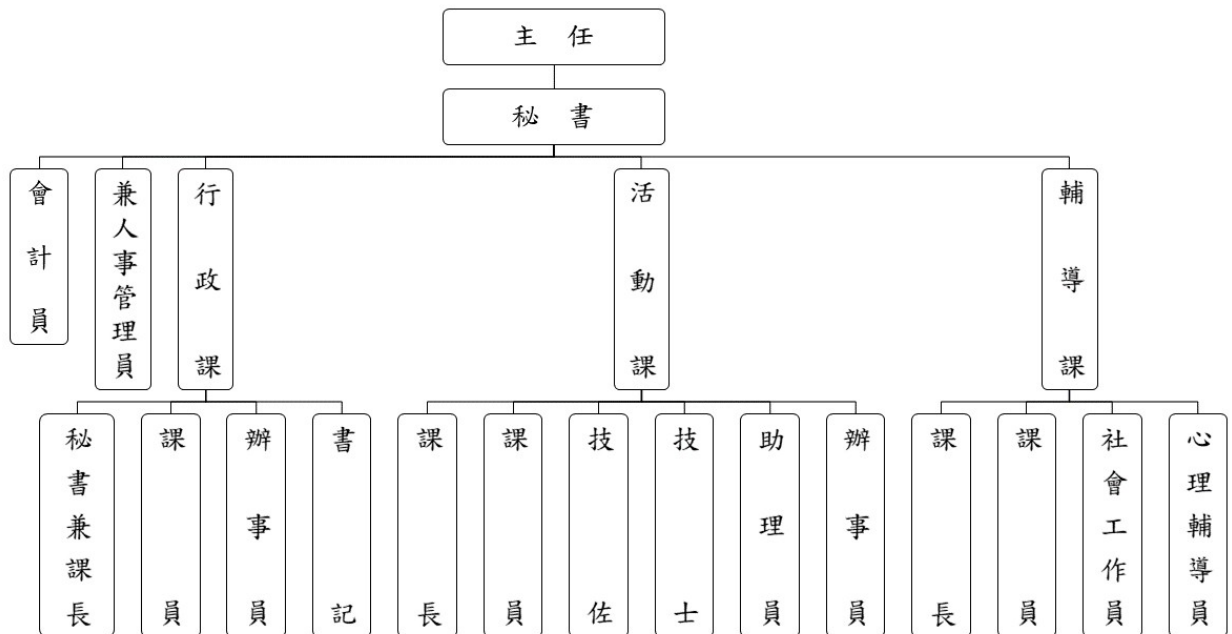 主任
秘書
會計員
兼人事管理員
行政課
活動課
輔導課
秘書兼課長
課員
辦事員
書記
課長
課員
技佐
技士
助理員
辦事員
課長
課員
社會工作員
心理輔導員